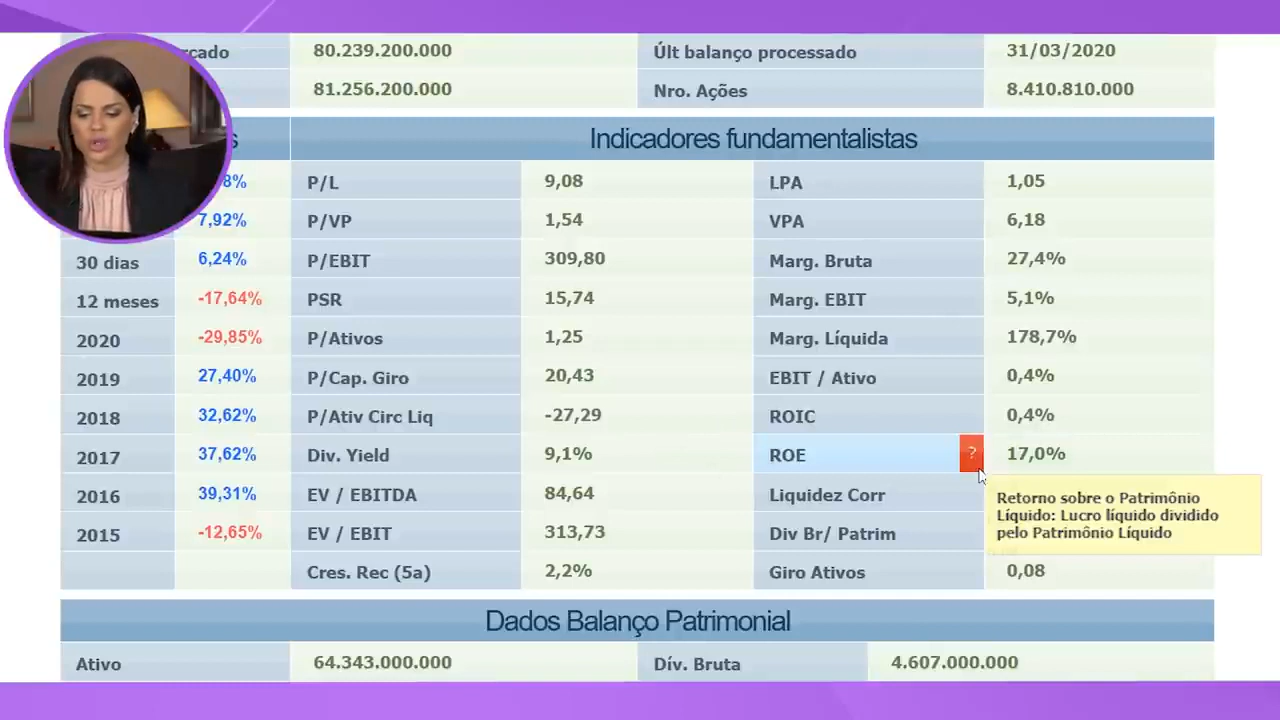 rcado 80.239.200.000 Últ balanço processado 31/03/2020
81.256.200.000 Nro. Ações 8.410.810.000
s Indicadores fundamentalistas
8% P/L 9,08 LPA 1,05
7,92% P/VP 1,54 VPA 6,18
30 dias 6,24% P/EBIT 309,80 Marg. Bruta 27,4%
12 meses -17,64% PSR 15,74 Marg. EBIT 5,1%
2020 -29,85% P/Ativos 1,25 Marg. Líquida 178,7%
2019 27,40% P/Cap. Giro 20,43 EBIT / Ativo 0,4%
2018 32,62% P/Ativ Circ Liq -27,29 ROIC 0,4%
2017 37,62% Div. Yield 9,1% ROE ? 17,0%
2016 39,31% EV / EBITDA 84,64 Liquidez Corr
2015 -12,65% EV / EBIT 313,73 Div Br/ Patrim
Retorno sobre o Patrimônio
Líquido: Lucro líquido dividido
pelo Patrimônio Líquido
Cres. Rec (5a) 2,2% Giro Ativos 0,08
Dados Balanço Patrimonial
Ativo 64.343.000.000 Dív. Bruta 4.607.000.000